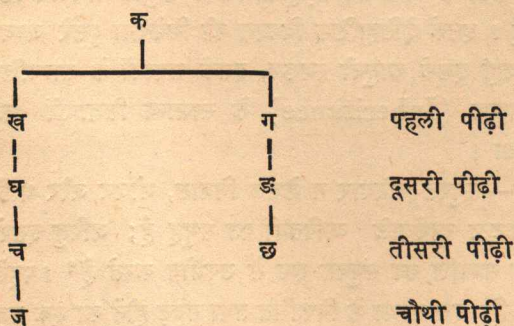 क
ख ग पहली पीढ़ी
घ ङ दूसरी पीढ़ी
च छ तीसरी पीढ़ी
ज चौथी पीढ़ी